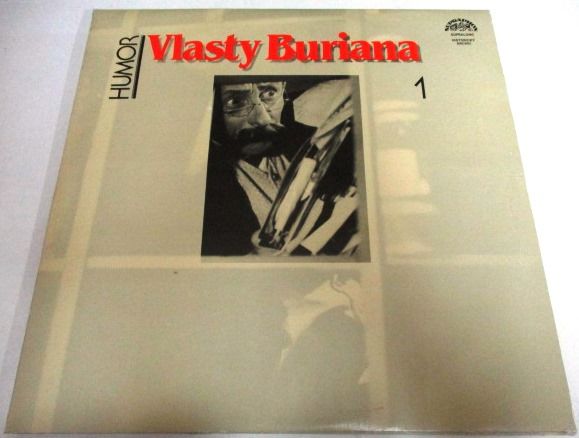 HUMOR
Vlasty Buriana
1
SUPRAPHON